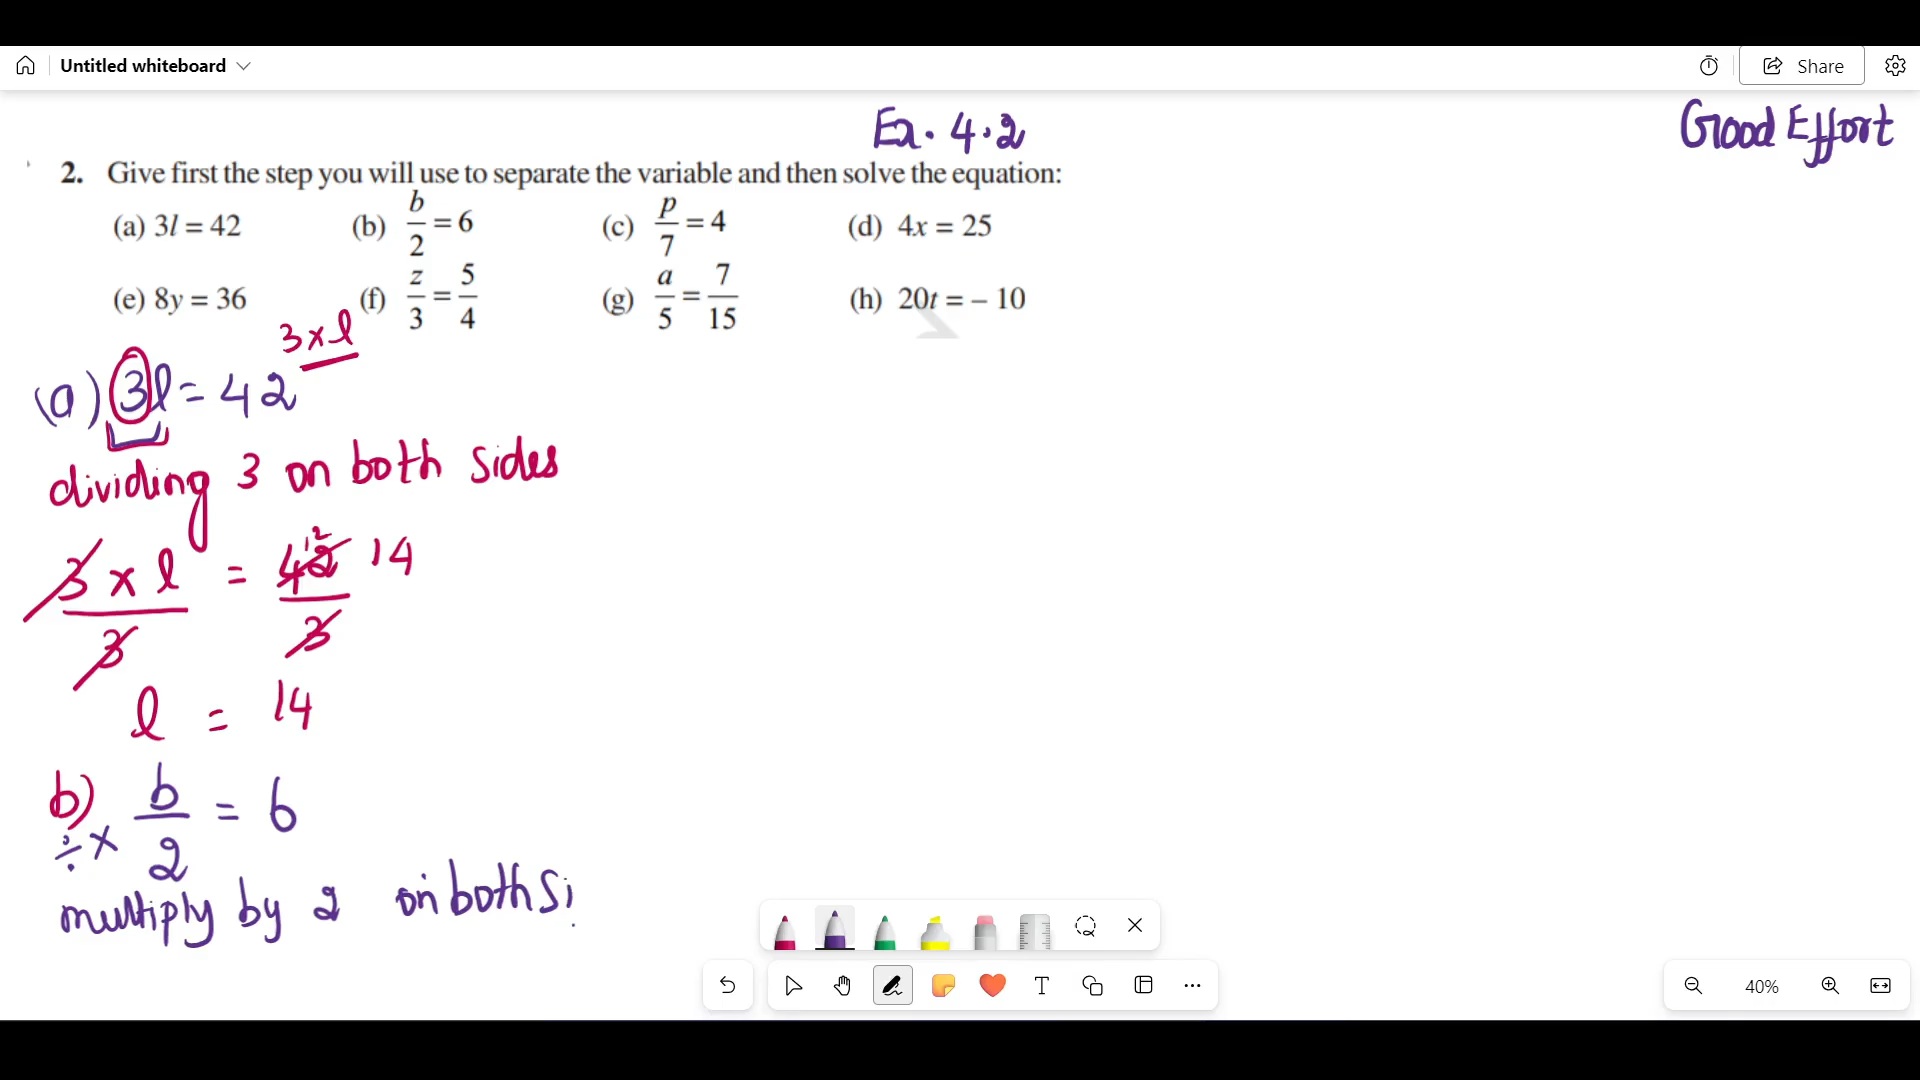 Untitled whiteboard
Share
Ex. 4.2
Good Effort
2. Give first the step you will use to separate the variable and then solve the equation:
(a) 3l = 42 (b) b/2 = 6 (c) p/7 = 4 (d) 4x = 25
(e) 8y = 36 (f) z/3 = 5/4 (g) a/5 = 7/15 (h) 20t = – 10
3 x l
(a) 3l = 42
dividing 3 on both sides
3 x l / 3 = 42 / 3 12 14
l = 14
b) b/2 = 6
÷ x
multiply by 2 on both Si
40%